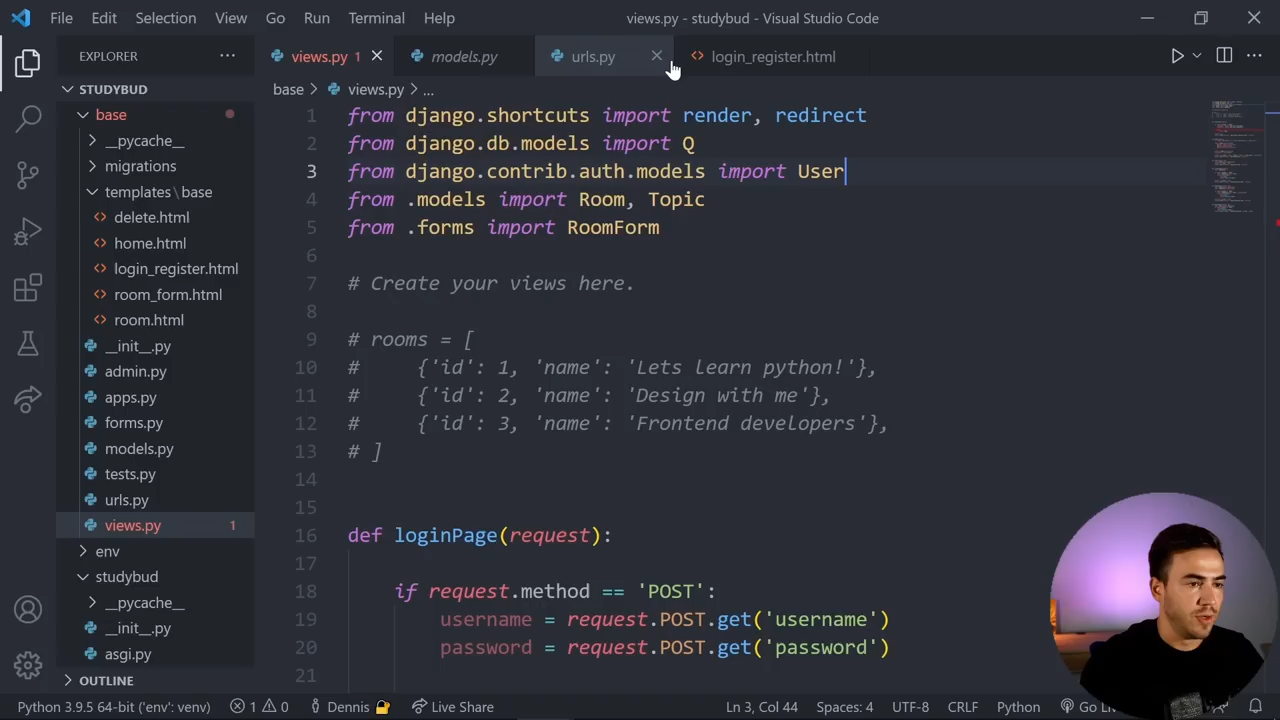 File Edit Selection View Go Run Terminal Help views.py - studybud - Visual Studio Code
EXPLORER ... views.py 1 models.py urls.py login_register.html ...
STUDYBUD
base > views.py > ...
base
__pycache__
migrations
templates\base
delete.html
home.html
login_register.html
room_form.html
room.html
__init__.py
admin.py
apps.py
forms.py
models.py
tests.py
urls.py
views.py 1
env
studybud
__pycache__
__init__.py
asgi.py
OUTLINE
1 from django.shortcuts import render, redirect
2 from django.db.models import Q
3 from django.contrib.auth.models import User
4 from .models import Room, Topic
5 from .forms import RoomForm
6
7 # Create your views here.
8
9 # rooms = [
10 #     {'id': 1, 'name': 'Lets learn python!'},
11 #     {'id': 2, 'name': 'Design with me'},
12 #     {'id': 3, 'name': 'Frontend developers'},
13 # ]
14
15
16 def loginPage(request):
17
18     if request.method == 'POST':
19         username = request.POST.get('username')
20         password = request.POST.get('password')
21
Python 3.9.5 64-bit ('env': venv) 1 0 Dennis Live Share Ln 3, Col 44 Spaces: 4 UTF-8 CRLF Python Go